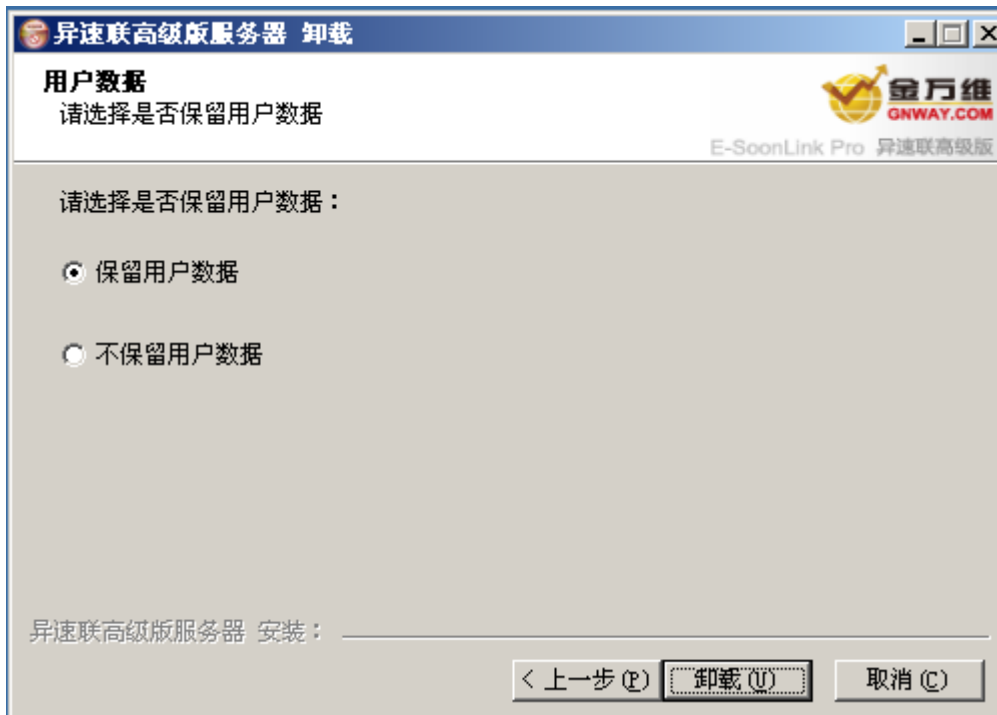 异速联高级版服务器 卸载
用户数据
请选择是否保留用户数据
金万维
GNWAY.COM
E-SoonLink Pro 异速联高级版
请选择是否保留用户数据：
保留用户数据
不保留用户数据
异速联高级版服务器 安装：
< 上一步(P) 卸载(U) 取消(C)